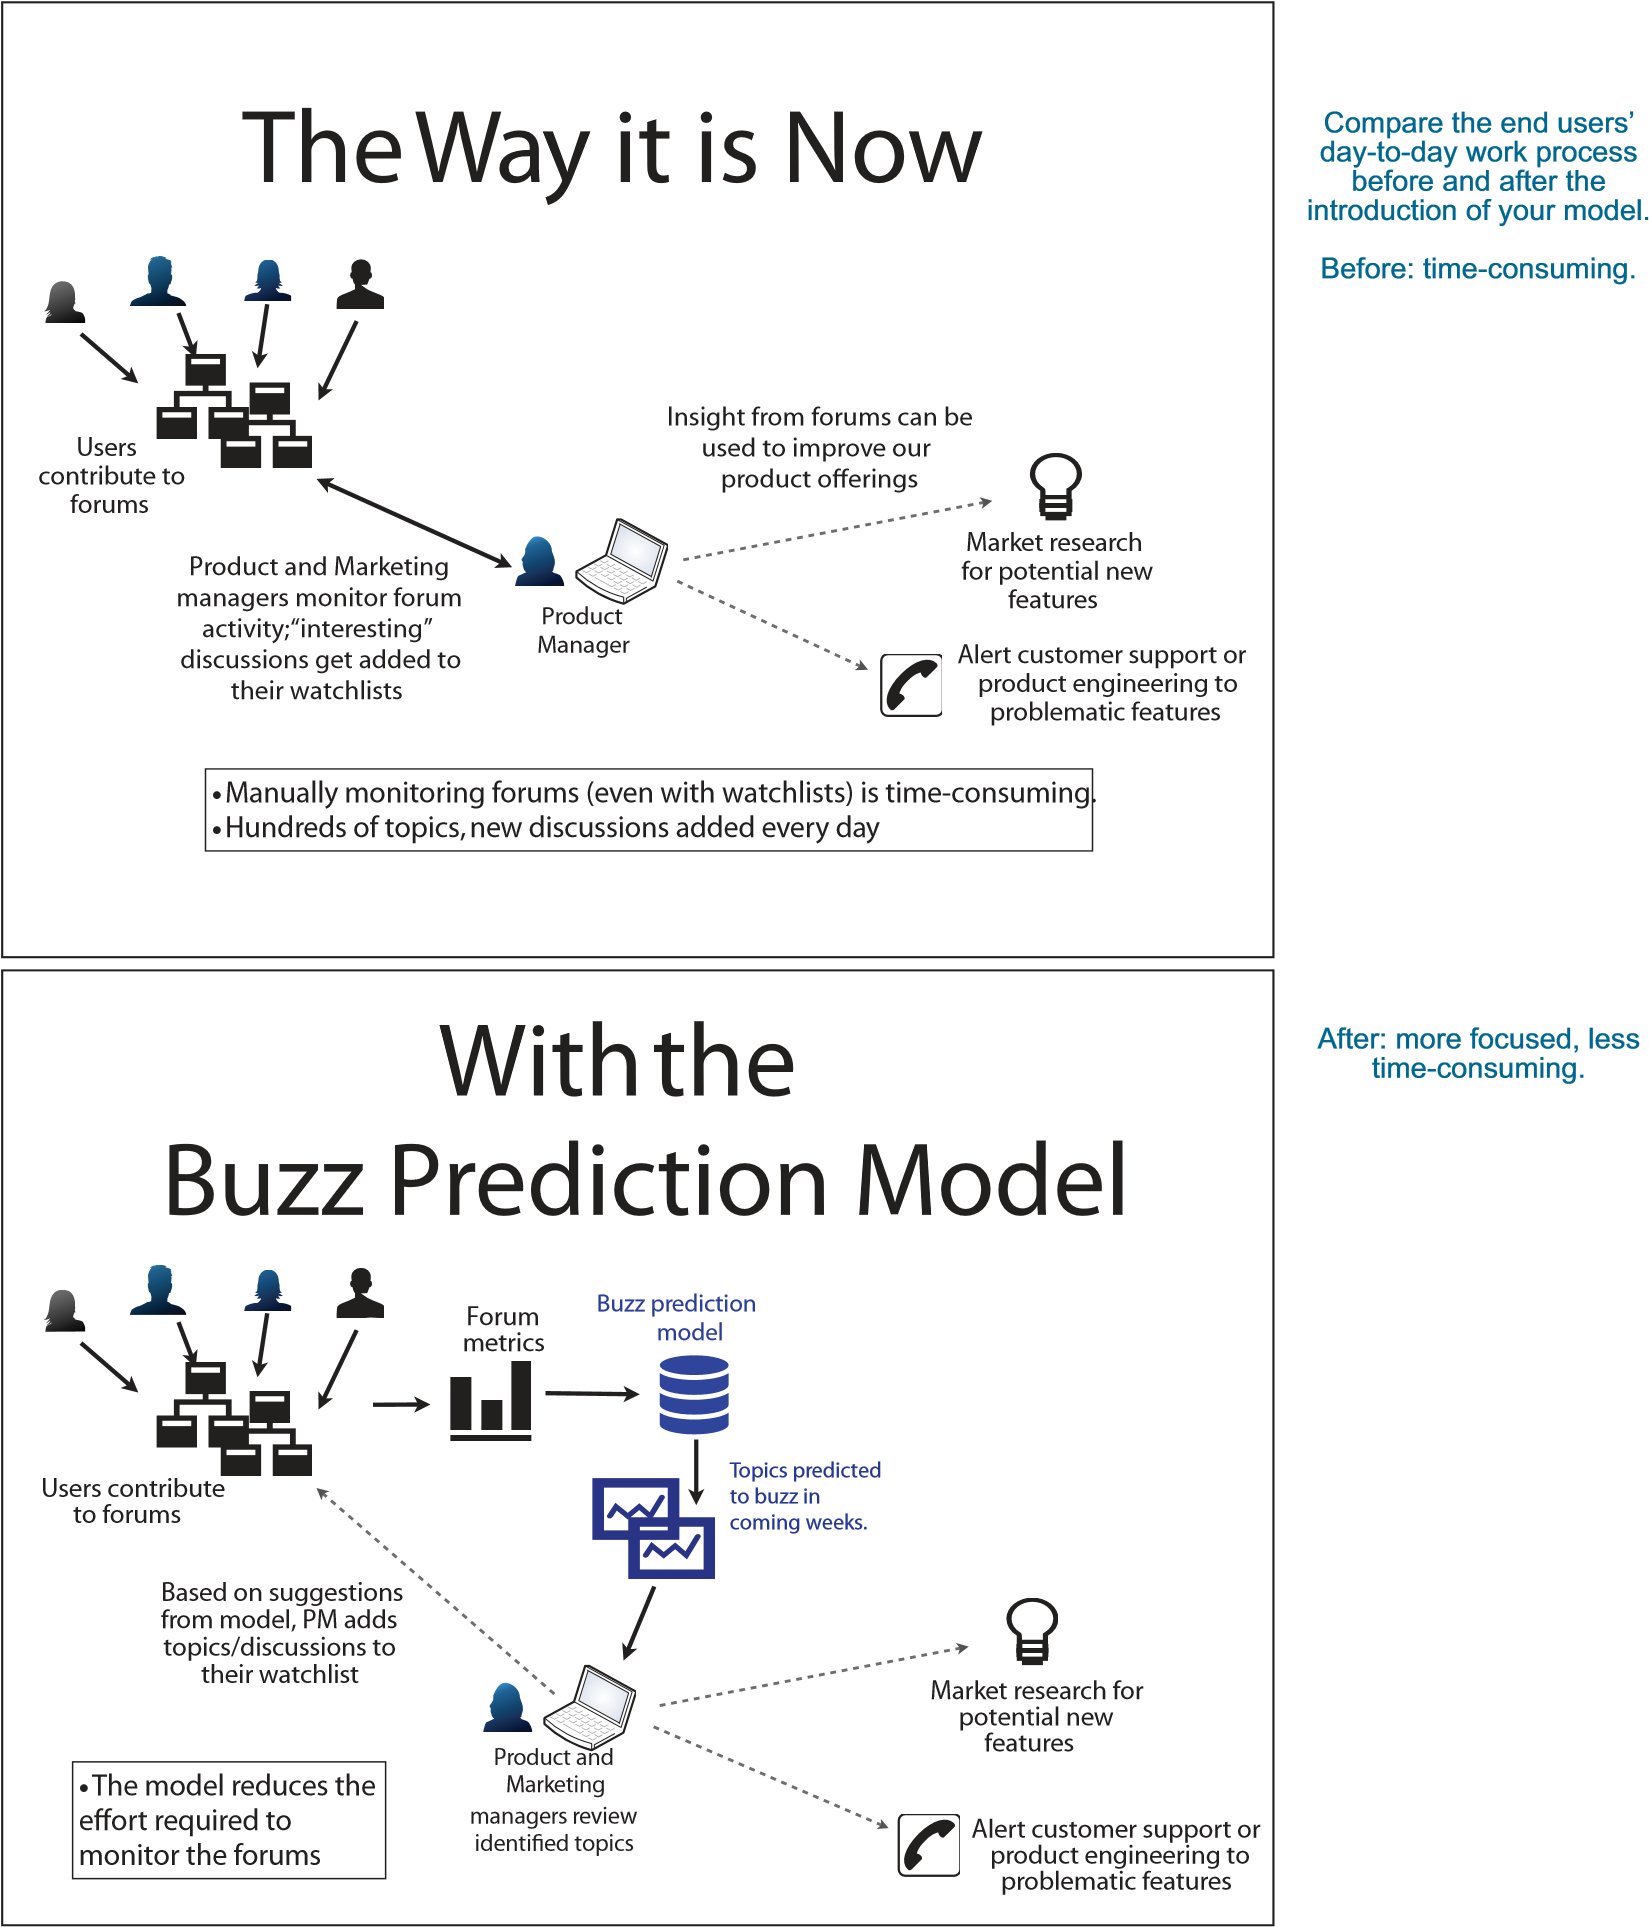 The Way it is Now
Compare the end users’
day-to-day work process
before and after the
introduction of your model.
Before: time-consuming.
Users
contribute to
forums
Insight from forums can be
used to improve our
product offerings
Market research
for potential new
features
Product and Marketing
managers monitor forum
activity;“interesting”
discussions get added to
their watchlists
Product
Manager
Alert customer support or
product engineering to
problematic features
•Manually monitoring forums (even with watchlists) is time-consuming.
•Hundreds of topics, new discussions added every day
With the
Buzz Prediction Model
After: more focused, less
time-consuming.
Forum
metrics
Buzz prediction
model
Users contribute
to forums
Topics predicted
to buzz in
coming weeks.
Based on suggestions
from model, PM adds
topics/discussions to
their watchlist
Market research for
potential new
features
Product and
Marketing
managers review
identified topics
•The model reduces the
effort required to
monitor the forums
Alert customer support or
product engineering to
problematic features